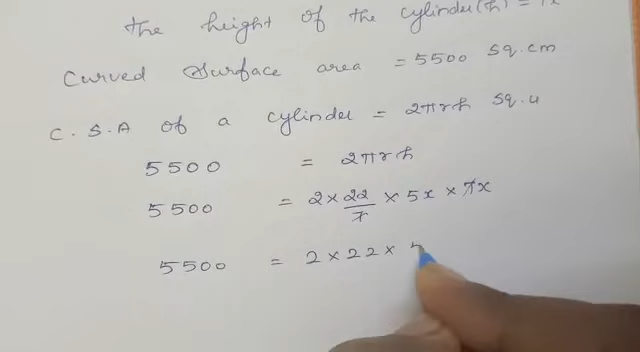 The height of the cylinder(h) = 7x
Curved Surface area = 5500 sq.cm
C.S.A of a cylinder = 2πrh sq.u
5500 = 2πrh
5500 = 2 × 22/7 × 5x × 7x
5500 = 2 × 22 × 5